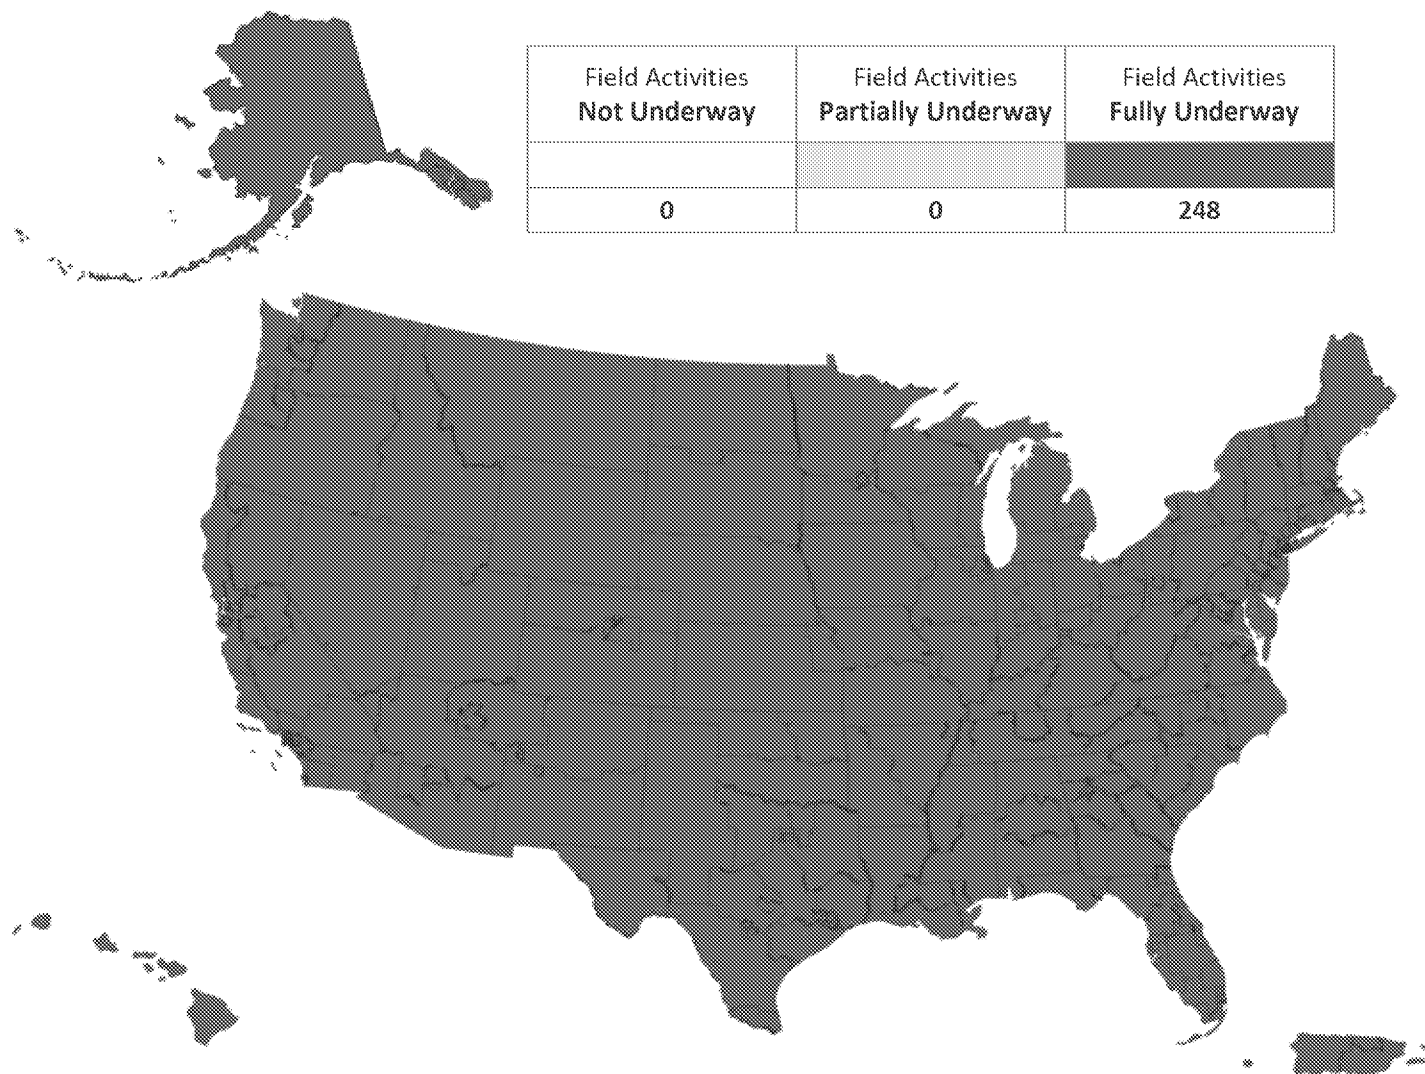 Field Activities
Not Underway
Field Activities
Partially Underway
Field Activities
Fully Underway
0
0
248